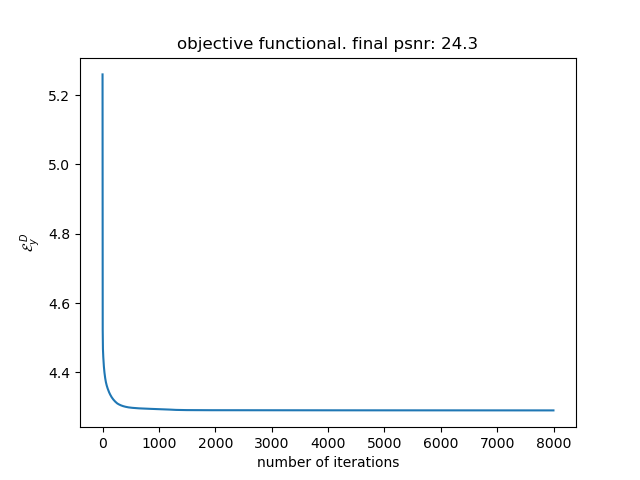 objective functional. final psnr: 24.3
5.2
5.0
4.8
4.6
4.4
ℰ_y^D
0 1000 2000 3000 4000 5000 6000 7000 8000
number of iterations